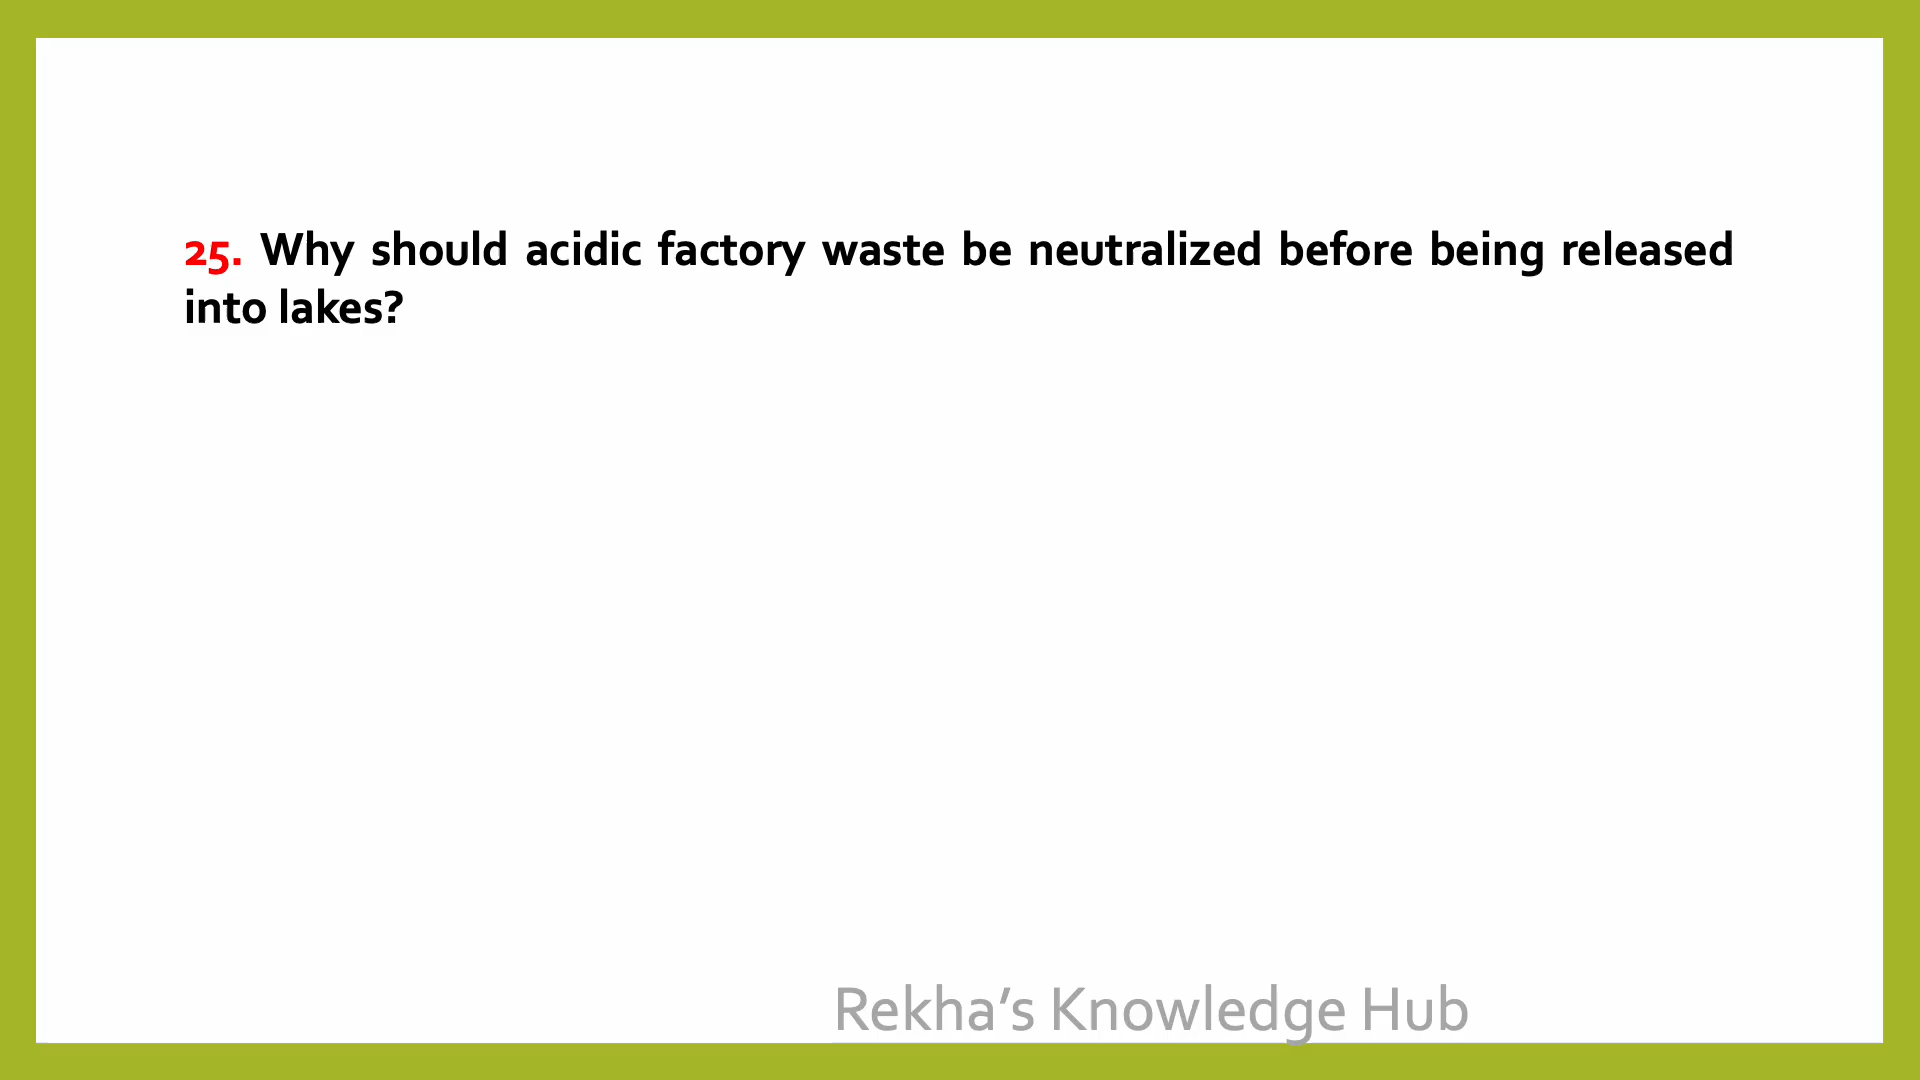 25. Why should acidic factory waste be neutralized before being released
into lakes?
Rekha’s Knowledge Hub